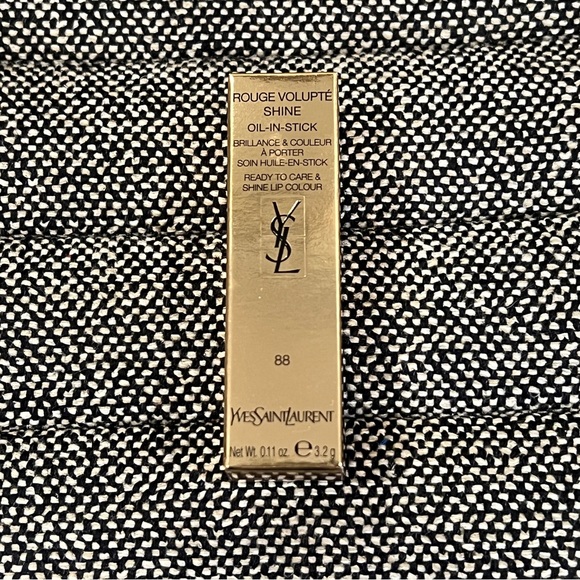 ROUGE VOLUPTÉ
SHINE
OIL-IN-STICK
BRILLANCE & COULEUR
À PORTER
SOIN HUILE-EN-STICK
READY TO CARE &
SHINE LIP COLOUR
YSL
88
YVESSAINTLAURENT
Net Wt. 0.11 oz. e 3.2 g